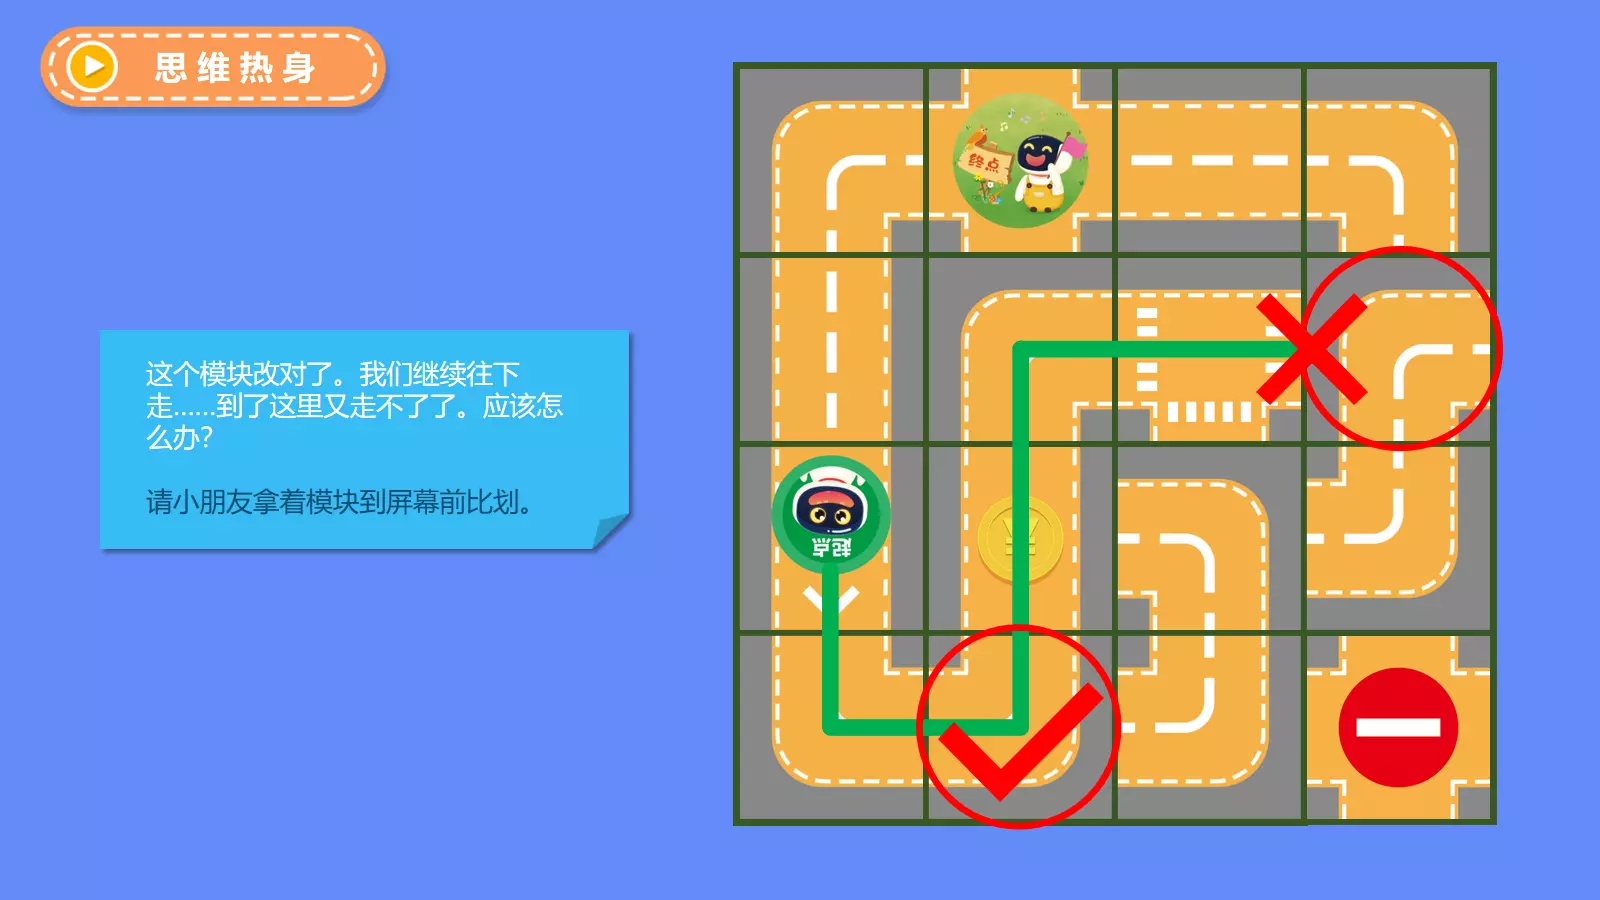 思维热身
终点
这个模块改对了。我们继续往下
走……到了这里又走不了了。应该怎
么办？
请小朋友拿着模块到屏幕前比划。
起点
¥